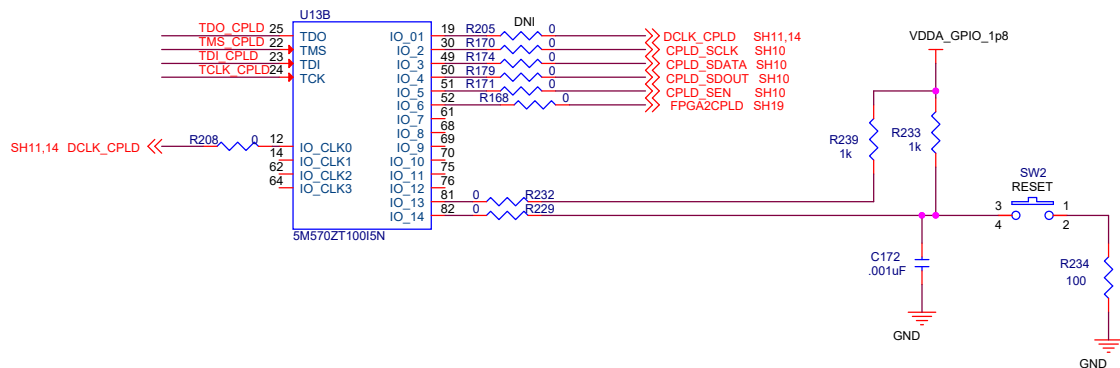 U13B
TDO_CPLD 25 TDO IO_01 19 R205 DNI 0 DCLK_CPLD SH11,14
TMS_CPLD 22 TMS IO_2 30 R170 0 CPLD_SCLK SH10
TDI_CPLD 23 TDI IO_3 49 R174 0 CPLD_SDATA SH10
TCLK_CPLD 24 TCK IO_4 50 R179 0 CPLD_SDOUT SH10
IO_5 51 R171 0 CPLD_SEN SH10
IO_6 52 R168 0 FPGA2CPLD SH19
IO_7 61
IO_8 68
SH11,14 DCLK_CPLD R208 0 12 IO_CLK0 IO_9 69
14 IO_CLK1 IO_10 70
62 IO_CLK2 IO_11 75
64 IO_CLK3 IO_12 76
IO_13 81 0 R232
IO_14 82 0 R229
5M570ZT100I5N
VDDA_GPIO_1p8
R239
1k
R233
1k
SW2
RESET
3 1
4 2
C172
.001uF
GND
R234
100
GND